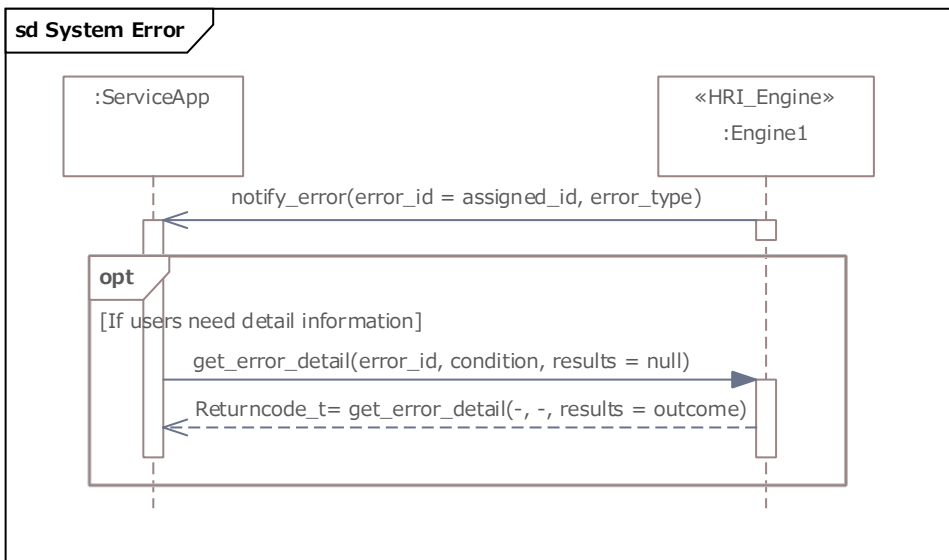 sd System Error
:ServiceApp
«HRI_Engine»
:Engine1
notify_error(error_id = assigned_id, error_type)
opt
[If users need detail information]
get_error_detail(error_id, condition, results = null)
Returncode_t= get_error_detail(-, -, results = outcome)